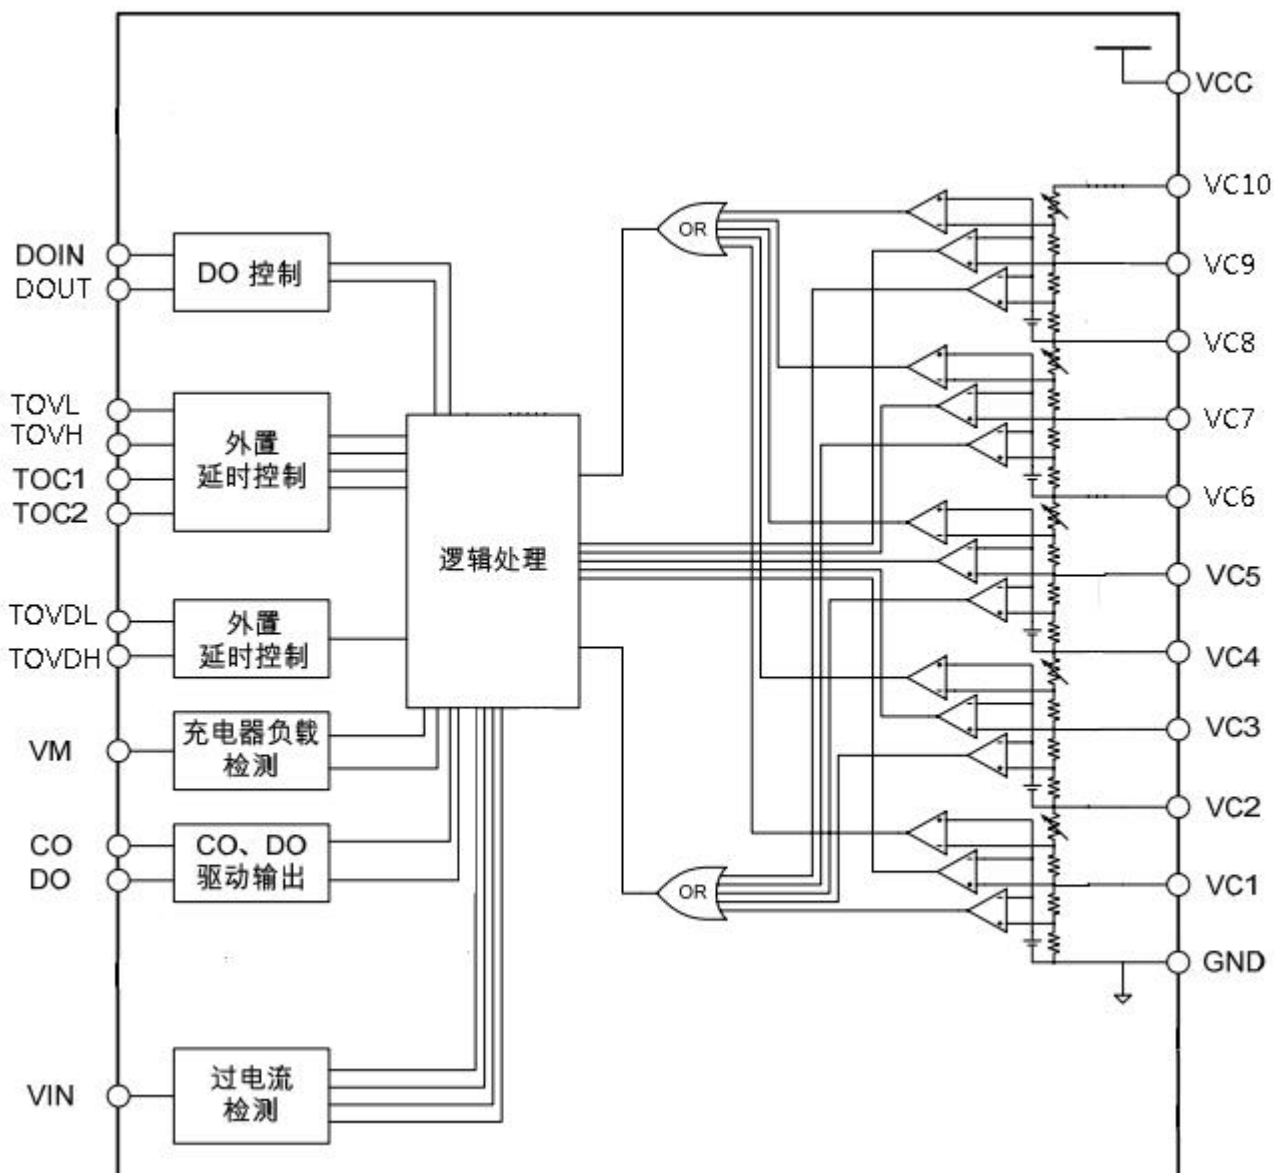 VCC
VC10
VC9
VC8
VC7
VC6
VC5
VC4
VC3
VC2
VC1
GND
DOIN
DOUT
DO 控制
TOVL
TOVH
TOC1
TOC2
外置
延时控制
TOVDL
TOVDH
外置
延时控制
VM
充电器负载
检测
CO
DO
CO、DO
驱动输出
VIN
过电流
检测
逻辑处理
OR
OR